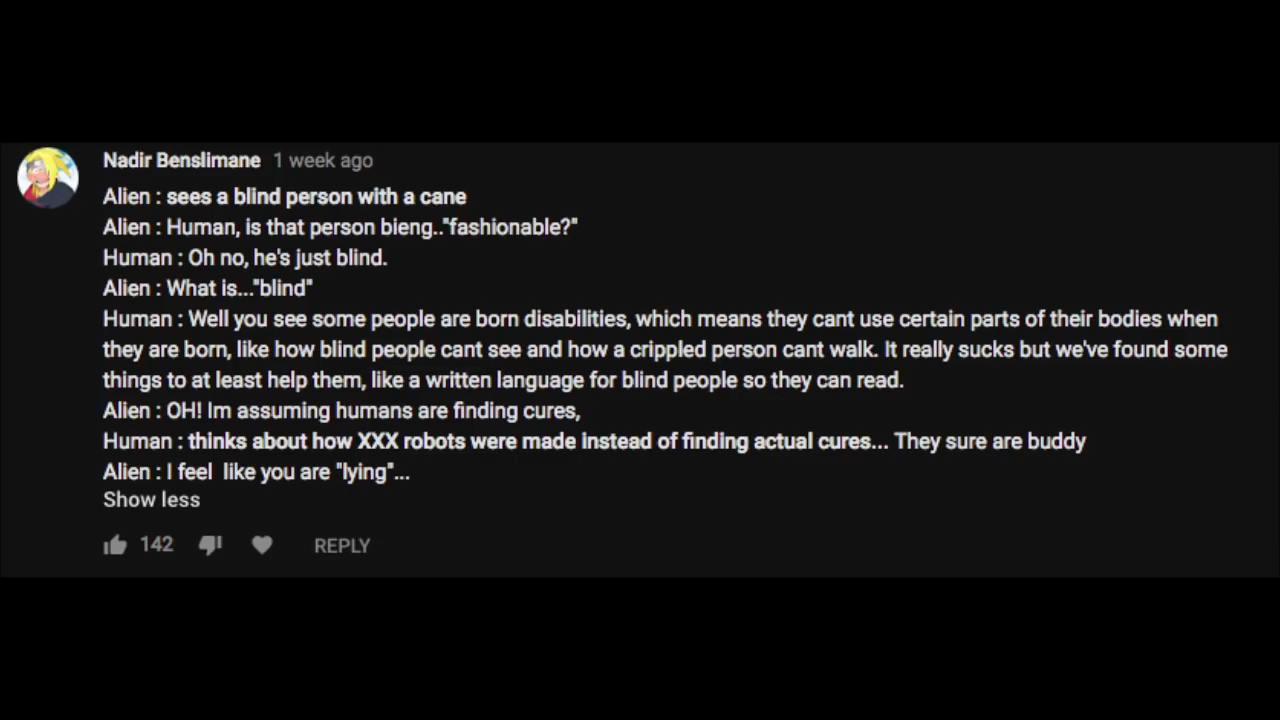 Nadir Benslimane 1 week ago
Alien : sees a blind person with a cane
Alien : Human, is that person bieng.."fashionable?"
Human : Oh no, he's just blind.
Alien : What is..."blind"
Human : Well you see some people are born disabilities, which means they cant use certain parts of their bodies when
they are born, like how blind people cant see and how a crippled person cant walk. It really sucks but we've found some
things to at least help them, like a written language for blind people so they can read.
Alien : OH! Im assuming humans are finding cures,
Human : thinks about how XXX robots were made instead of finding actual cures... They sure are buddy
Alien : I feel  like you are "lying"...
Show less
142 REPLY